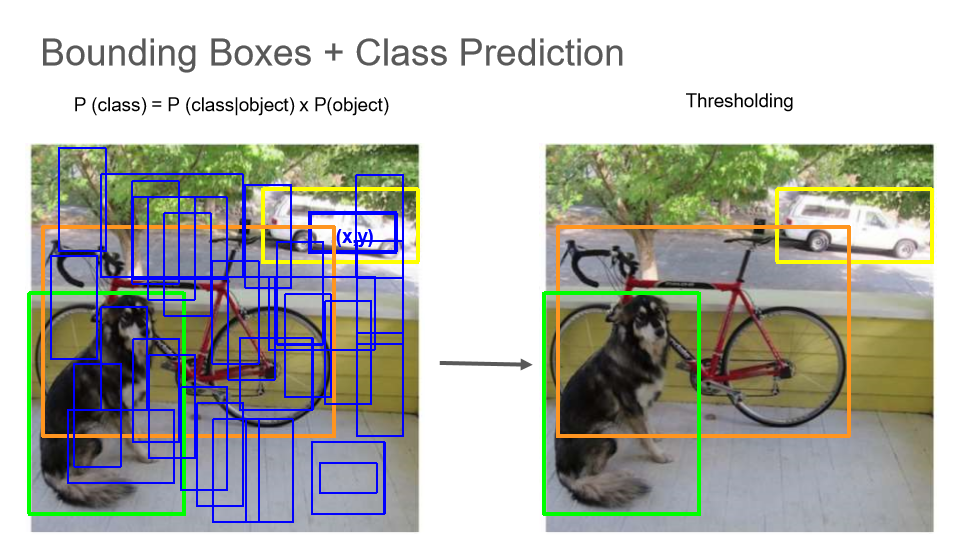 Bounding Boxes + Class Prediction
P (class) = P (class|object) x P(object)
Thresholding
(x,y)